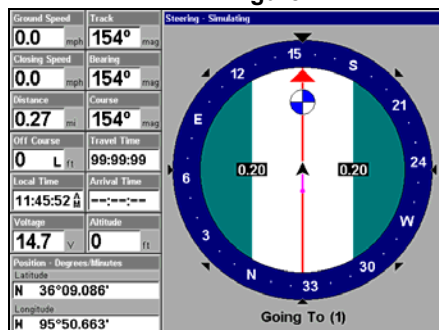 Ground Speed Track
0.0 mph 154° mag
Closing Speed Bearing
0.0 mph 154° mag
Distance Course
0.27 mi 154° mag
Off Course Travel Time
0 L ft 99:99:99
Local Time Arrival Time
11:45:52 AM --:--:--
Voltage Altitude
14.7 v 0 ft
Position - Degrees/Minutes
Latitude
N 36°09.086'
Longitude
W 95°50.663'
Steering - Simulating
15
12 S
E 21
0.20 0.20
6 24
3 W
N 30
33
Going To (1)